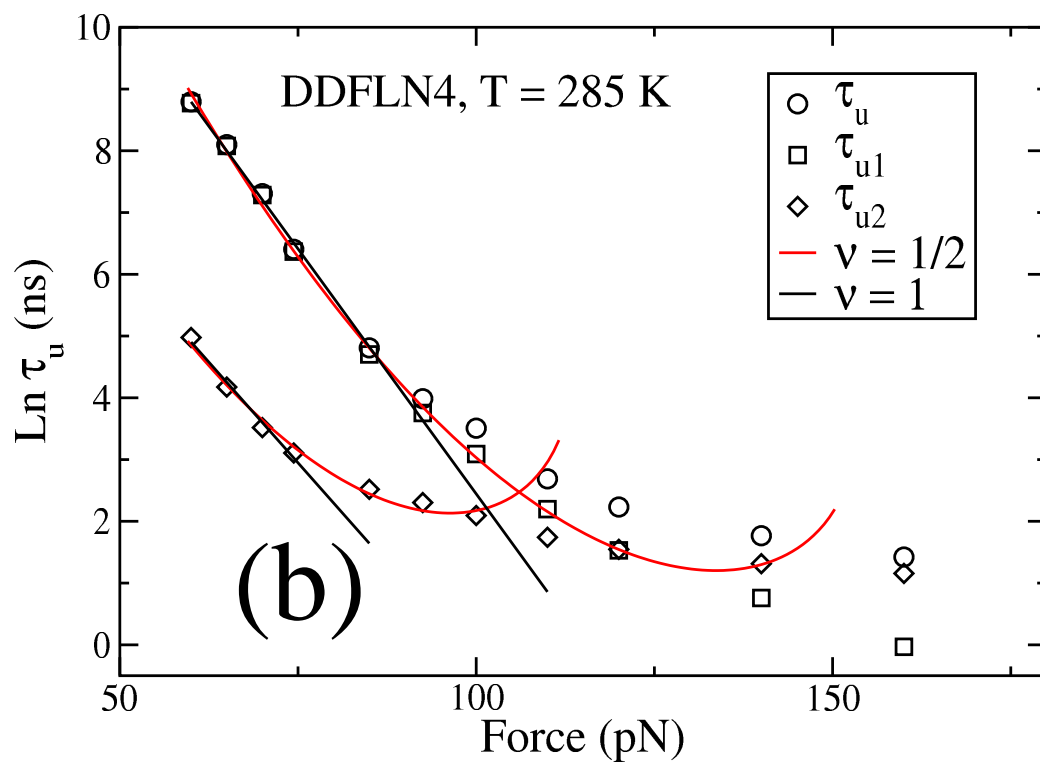 10
8
6
4
2
0
50
100
150
Ln τu (ns)
Force (pN)
DDFLN4, T = 285 K
τu
τu1
τu2
ν = 1/2
ν = 1
(b)